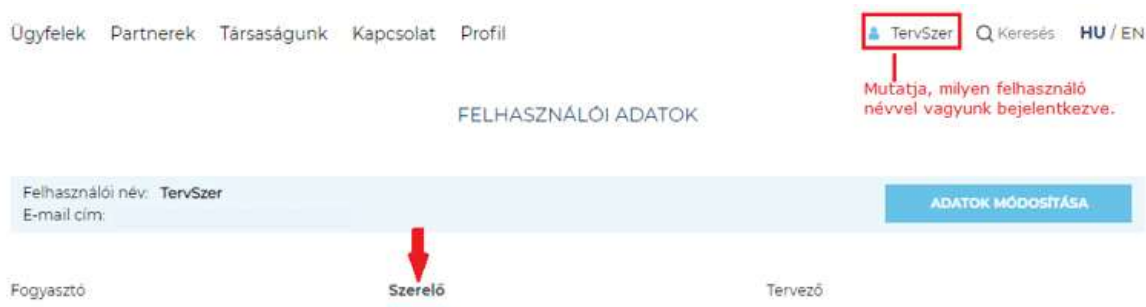 Ügyfelek Partnerek Társaságunk Kapcsolat Profil TervSzer Keresés HU / EN
Mutatja, milyen felhasználó
névvel vagyunk bejelentkezve.
FELHASZNÁLÓI ADATOK
Felhasználói név: TervSzer
E-mail cím:
ADATOK MÓDOSÍTÁSA
Fogyasztó Szerelő Tervező